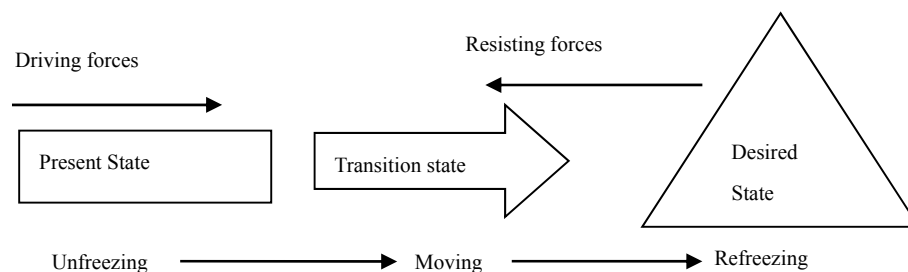 Resisting forces
Driving forces
Present State
Transition state
Desired
State
Unfreezing
Moving
Refreezing